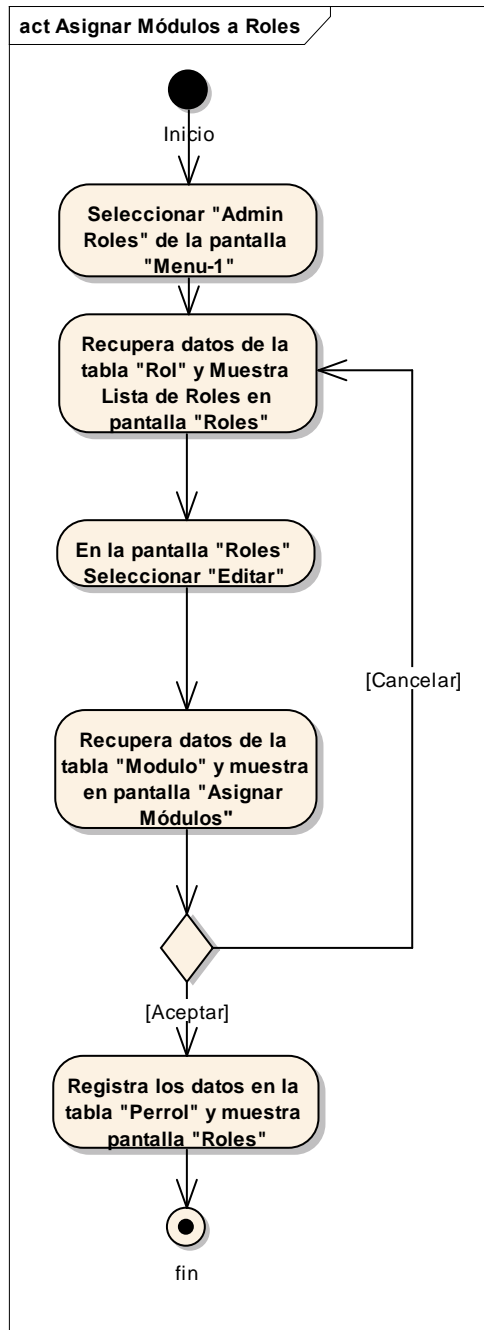 act Asignar Módulos a Roles
Inicio
Seleccionar "Admin
Roles" de la pantalla
"Menu-1"
Recupera datos de la
tabla "Rol" y Muestra
Lista de Roles en
pantalla "Roles"
En la pantalla "Roles"
Seleccionar "Editar"
[Cancelar]
Recupera datos de la
tabla "Modulo" y muestra
en pantalla "Asignar
Módulos"
[Aceptar]
Registra los datos en la
tabla "Perrol" y muestra
pantalla "Roles"
fin